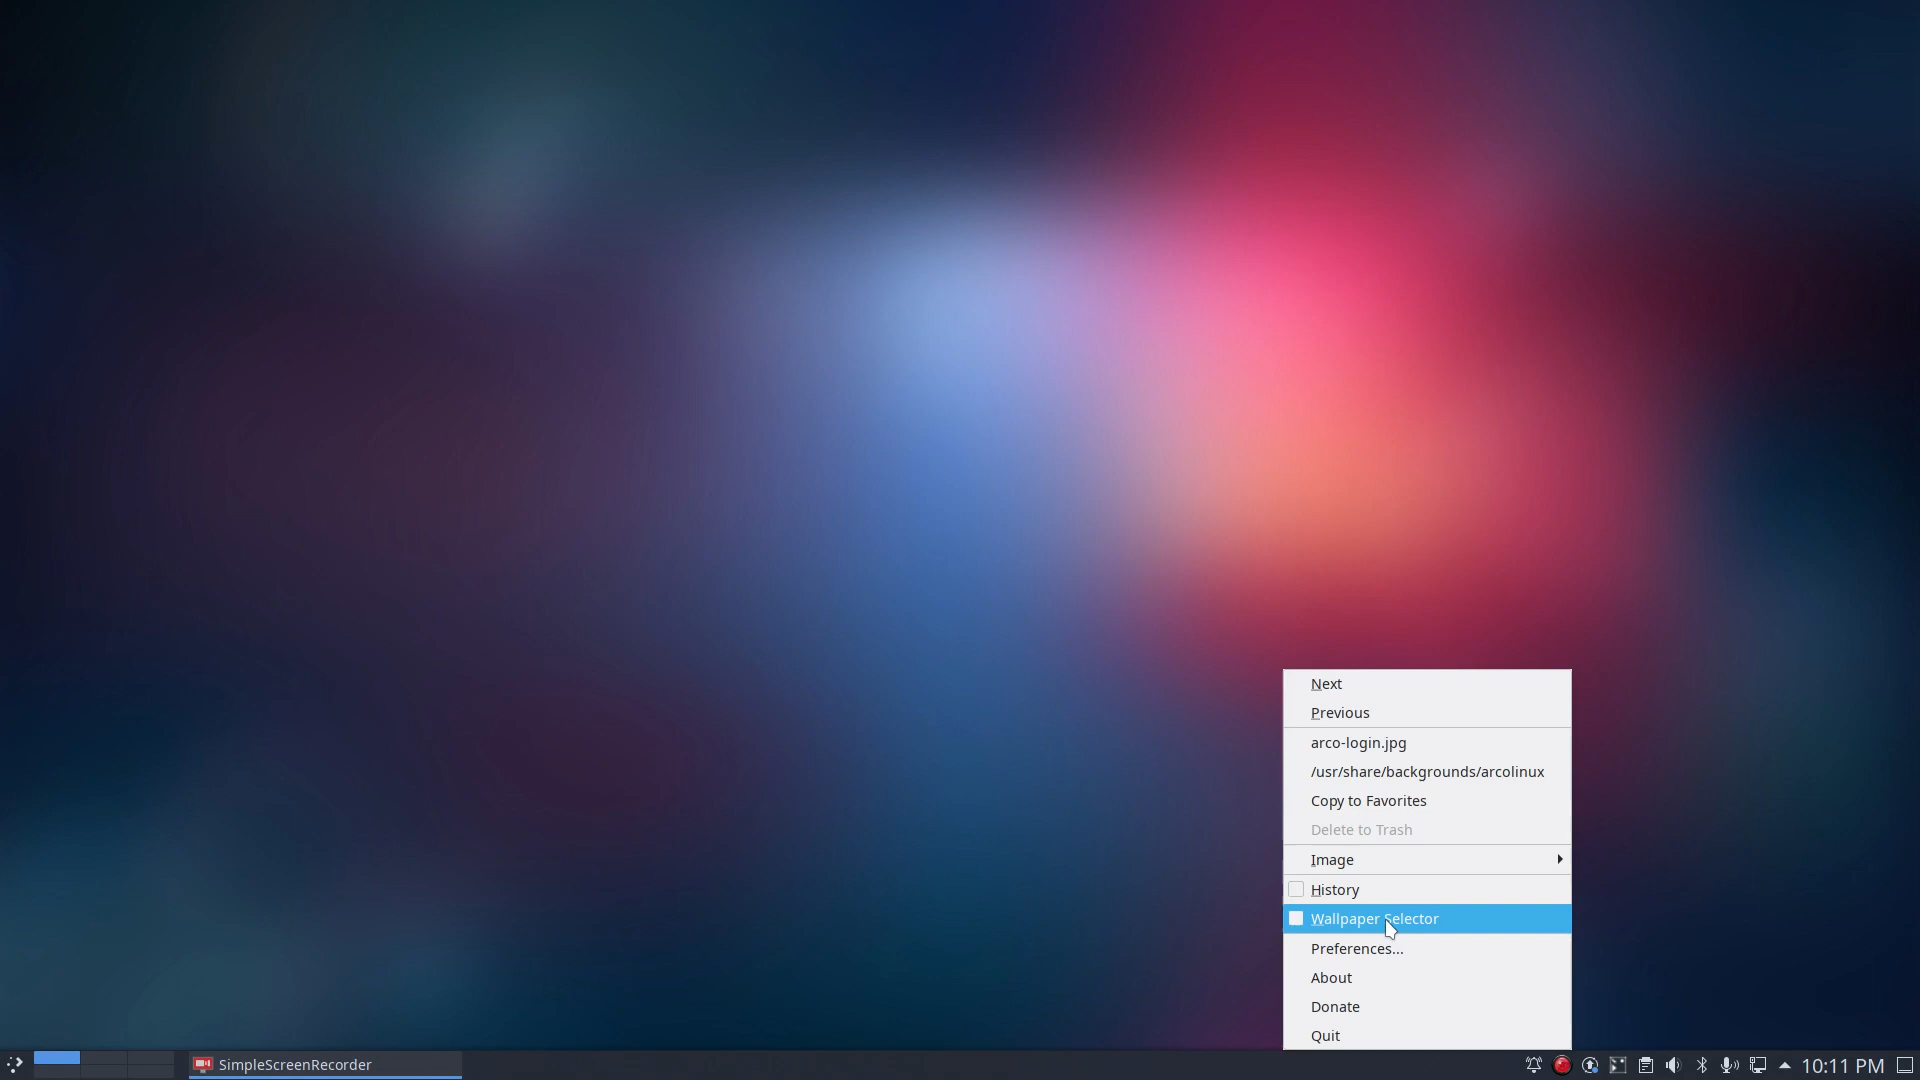 Next
Previous
arco-login.jpg
/usr/share/backgrounds/arcolinux
Copy to Favorites
Delete to Trash
Image
History
Wallpaper Selector
Preferences...
About
Donate
Quit
SimpleScreenRecorder
10:11 PM